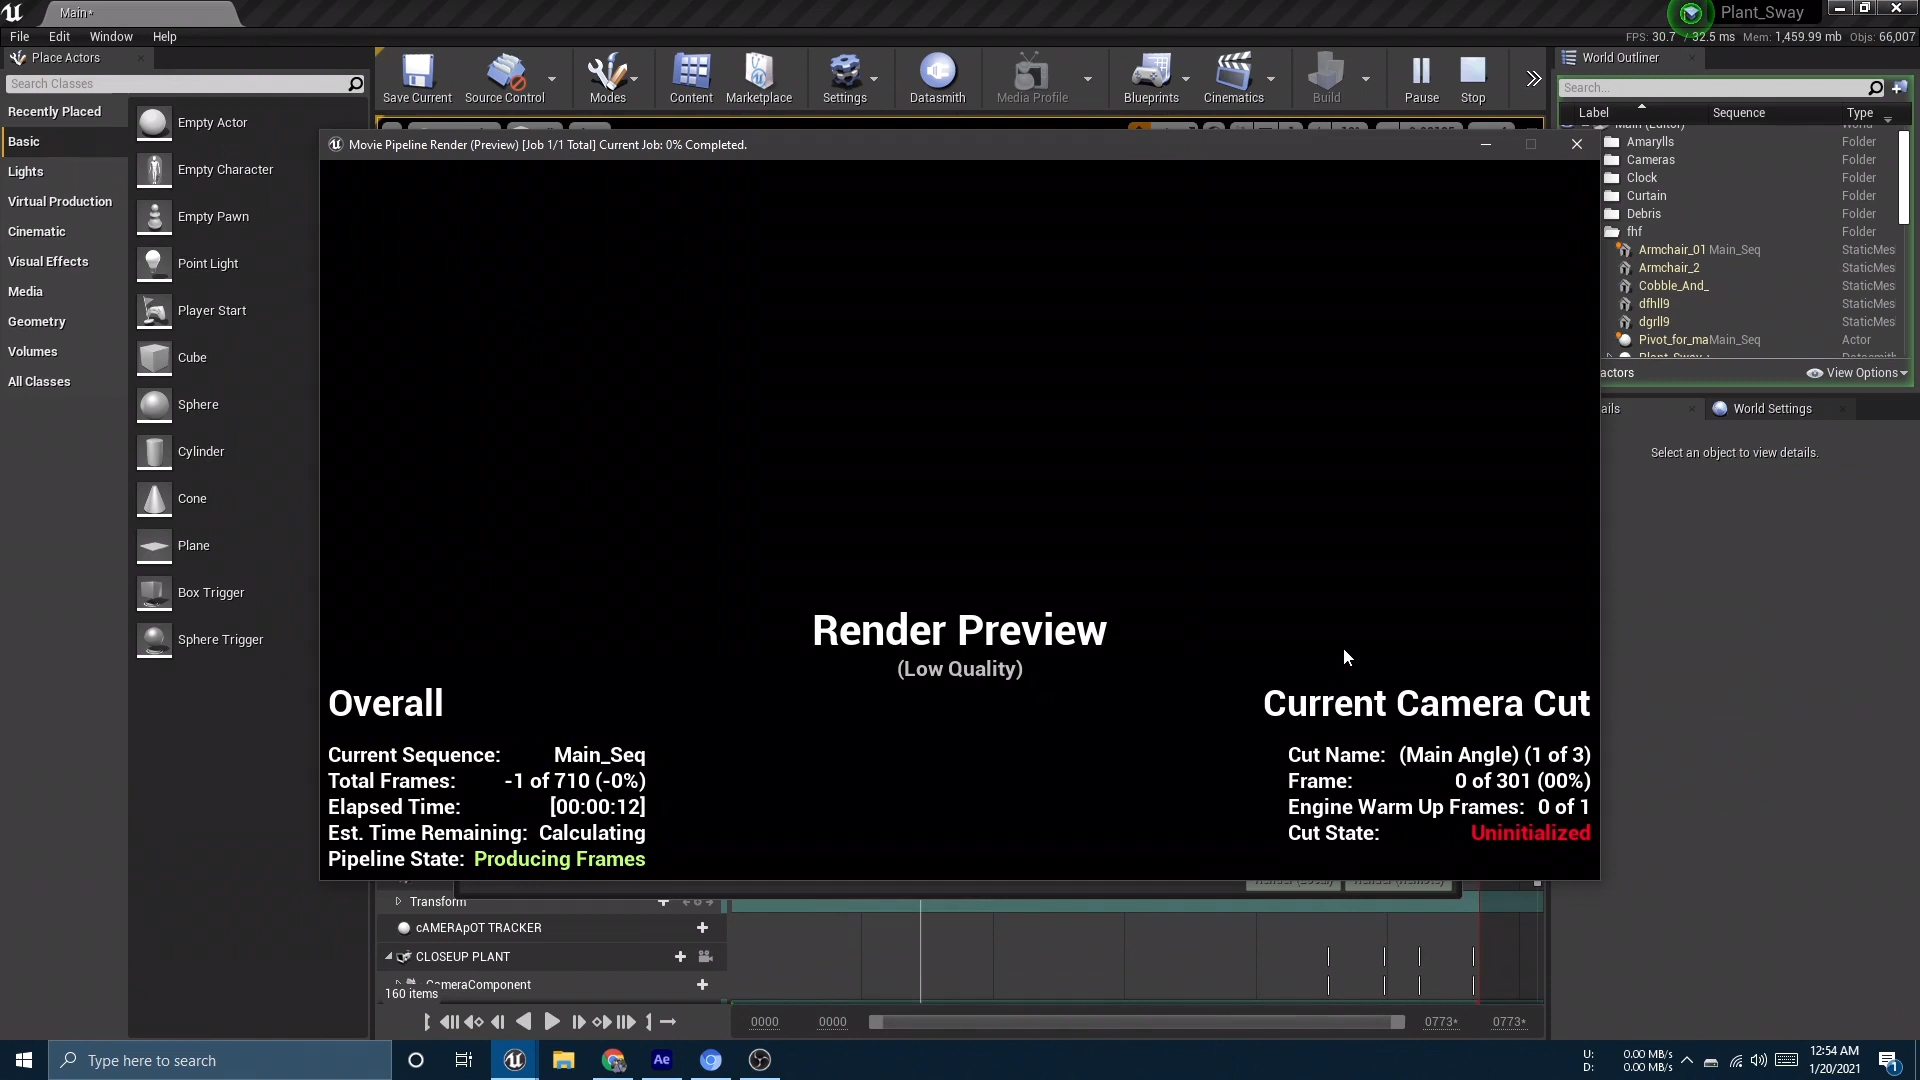 Main*
Plant_Sway
File Edit Window Help
FPS: 30.7 / 32.5 ms Mem: 1,459.99 mb Objs: 66,007
Place Actors
Search Classes
Recently Placed
Basic
Lights
Virtual Production
Cinematic
Visual Effects
Media
Geometry
Volumes
All Classes
Empty Actor
Empty Character
Empty Pawn
Point Light
Player Start
Cube
Sphere
Cylinder
Cone
Plane
Box Trigger
Sphere Trigger
Save Current Source Control Modes Content Marketplace Settings Datasmith Media Profile Blueprints Cinematics Build Pause Stop
World Outliner
Search...
Label Sequence Type
Main (Editor) World
Amarylls Folder
Cameras Folder
Clock Folder
Curtain Folder
Debris Folder
fhf Folder
Armchair_01 Main_Seq StaticMes
Armchair_2 StaticMes
Cobble_And_ StaticMes
dfhll9 StaticMes
dgrll9 StaticMes
Pivot_for_ma Main_Seq Actor
actors View Options
ails World Settings
Select an object to view details.
Movie Pipeline Render (Preview) [Job 1/1 Total] Current Job: 0% Completed.
Render Preview
(Low Quality)
Overall
Current Sequence: Main_Seq
Total Frames: -1 of 710 (-0%)
Elapsed Time: [00:00:12]
Est. Time Remaining: Calculating
Pipeline State: Producing Frames
Current Camera Cut
Cut Name: (Main Angle) (1 of 3)
Frame: 0 of 301 (00%)
Engine Warm Up Frames: 0 of 1
Cut State: Uninitialized
Transform
cAMERApOT TRACKER
CLOSEUP PLANT
CameraComponent
160 items
0000 0000 0773* 0773*
Type here to search
Ae
U: 0.00 MB/s
D: 0.00 MB/s
12:54 AM
1/20/2021
1